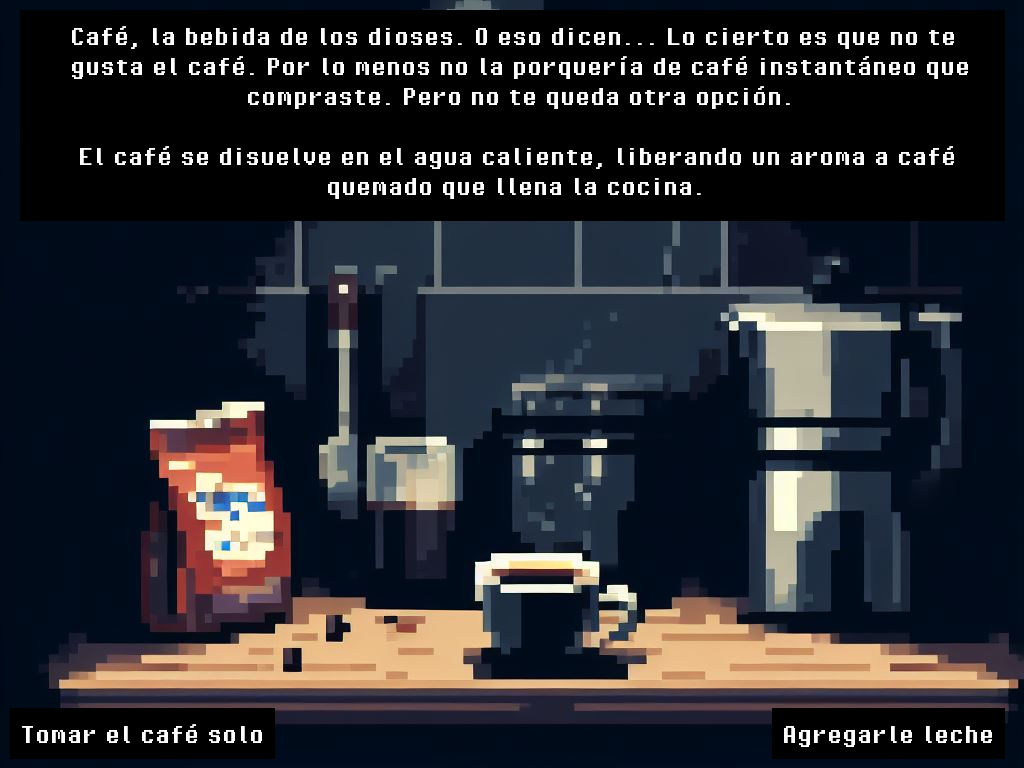 Café, la bebida de los dioses. O eso dicen... Lo cierto es que no te
gusta el café. Por lo menos no la porquería de café instantáneo que
compraste. Pero no te queda otra opción.
El café se disuelve en el agua caliente, liberando un aroma a café
quemado que llena la cocina.
Tomar el café solo
Agregarle leche